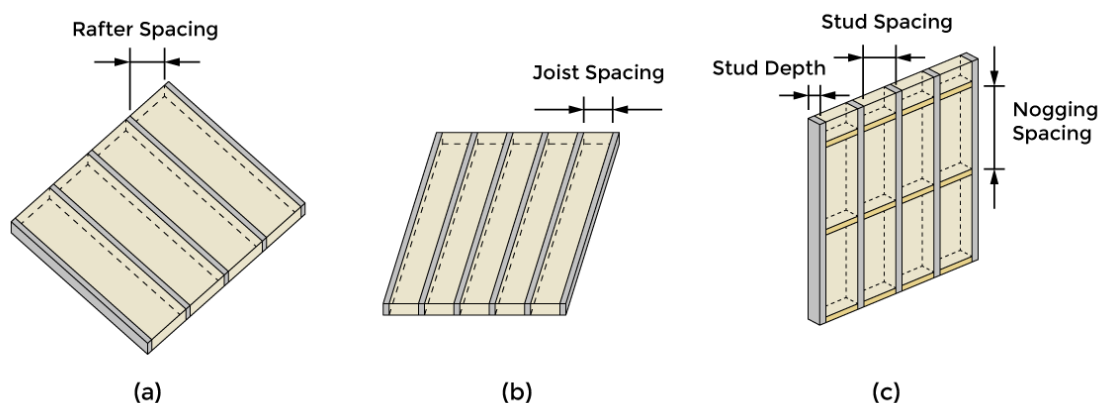 Rafter Spacing
Joist Spacing
Stud Spacing
Stud Depth
Nogging
Spacing
(a)
(b)
(c)